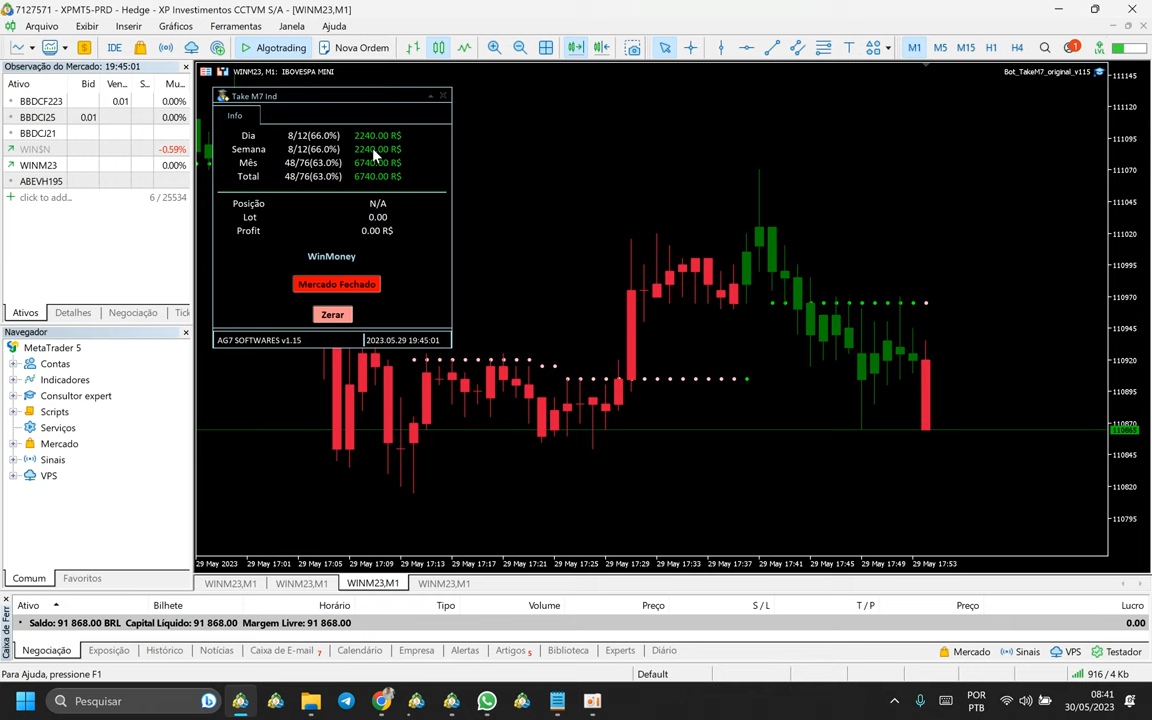 7127571 - XPMT5-PRD - Hedge - XP Investimentos CCTVM S/A - [WINM23,M1]
Arquivo Exibir Inserir Gráficos Ferramentas Janela Ajuda
IDE Algotrading Nova Ordem M1 M5 M15 H1 H4 1 LVL
Observação do Mercado: 19:45:01
Ativo Bid Ven... S... Mu...
BBDCF223 0.01 0.00%
BBDCI25 0.01 0.00%
BBDCJ21
WIN$N -0.59%
WINM23 0.00%
ABEVH195
click to add... 6 / 25534
Ativos Detalhes Negociação Tick
Navegador
MetaTrader 5
Contas
Indicadores
Consultor expert
Scripts
Serviços
Mercado
Sinais
VPS
Comum Favoritos
WINM23, M1: IBOVESPA MINI
Bot_TakeM7_original_v115
Take M7 Ind
Info
Dia 8/12(66.0%) 2240.00 R$
Semana 8/12(66.0%) 2240.00 R$
Mês 48/76(63.0%) 6740.00 R$
Total 48/76(63.0%) 6740.00 R$
Posição N/A
Lot 0.00
Profit 0.00 R$
WinMoney
Mercado Fechado
Zerar
AG7 SOFTWARES v1.15 2023.05.29 19:45:01
111145
111120
111095
111070
111045
111020
110995
110970
110945
110920
110895
110870
110865
110845
110820
110795
29 May 2023 29 May 17:01 29 May 17:05 29 May 17:09 29 May 17:13 29 May 17:17 29 May 17:21 29 May 17:25 29 May 17:29 29 May 17:33 29 May 17:37 29 May 17:41 29 May 17:45 29 May 17:49 29 May 17:53
WINM23,M1 WINM23,M1 WINM23,M1 WINM23,M1
Caixa de Ferr
Ativo Bilhete Horário Tipo Volume Preço S / L T / P Preço Lucro
Saldo: 91 868.00 BRL Capital Líquido: 91 868.00 Margem Livre: 91 868.00 0.00
Negociação Exposição Histórico Notícias Caixa de E-mail 7 Calendário Empresa Alertas Artigos 5 Biblioteca Experts Diário Mercado Sinais VPS Testador
Para Ajuda, pressione F1 Default 916 / 4 Kb
Pesquisar
POR
PTB
08:41
30/05/2023